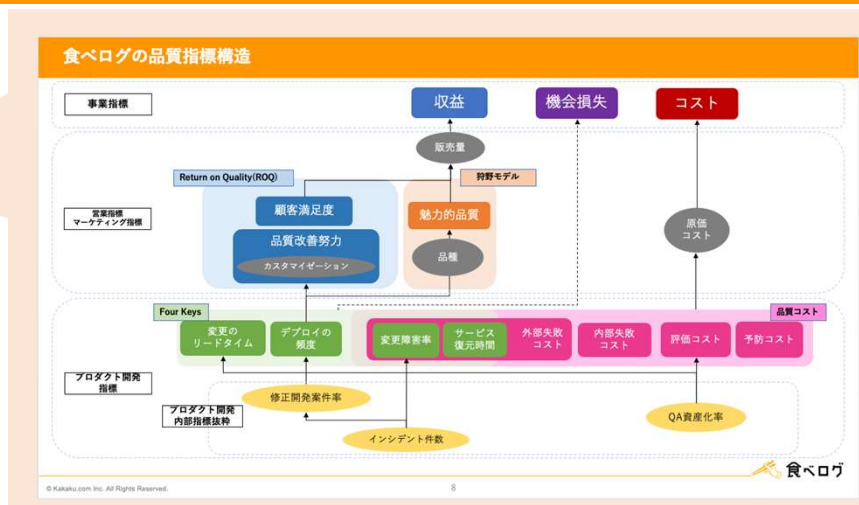 食べログの品質指標構造
事業指標
収益
機会損失
コスト
販売量
Return on Quality(ROQ)
狩野モデル
営業指標
マーケティング指標
顧客満足度
魅力的品質
品質改善努力
カスタマイゼーション
品種
原価
コスト
Four Keys
品質コスト
変更の
リードタイム
デプロイの
頻度
変更障害率
サービス
復元時間
外部失敗
コスト
内部失敗
コスト
評価コスト
予防コスト
プロダクト開発
指標
プロダクト開発
内部指標抜粋
修正開発案件率
QA資産化率
インシデント件数
© Kakaku.com Inc. All Rights Reserved.
8
食べログ